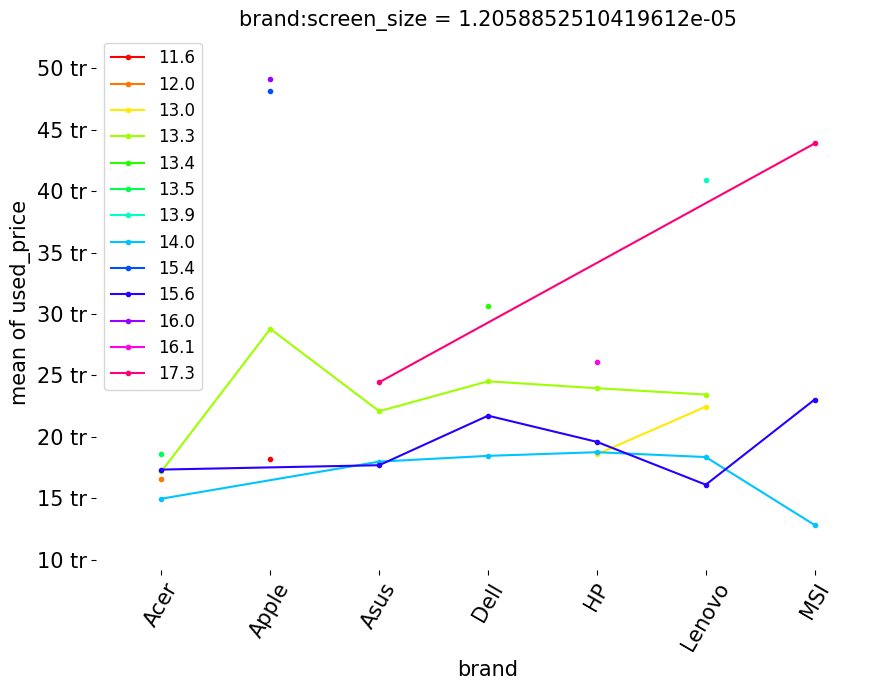 brand:screen_size = 1.2058852510419612e-05
11.6
12.0
13.0
13.3
13.4
13.5
13.9
14.0
15.4
15.6
16.0
16.1
17.3
50 tr
45 tr
40 tr
35 tr
30 tr
25 tr
20 tr
15 tr
10 tr
mean of used_price
Acer
Apple
Asus
Dell
HP
Lenovo
MSI
brand